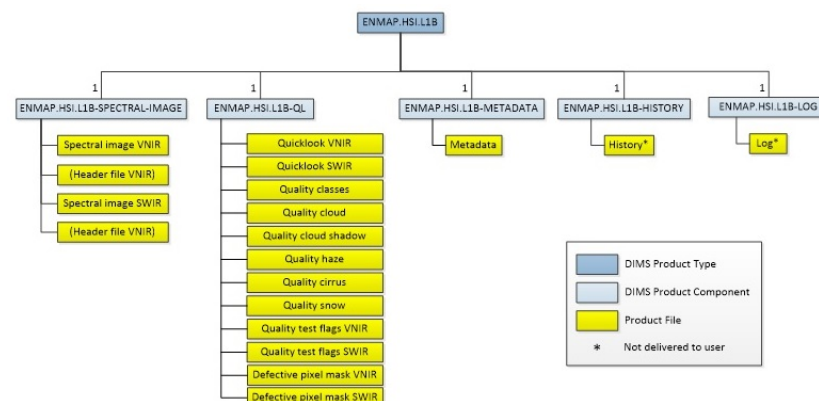 ENMAP.HSI.L1B
1
1
1
1
1
ENMAP.HSI.L1B-SPECTRAL-IMAGE
ENMAP.HSI.L1B-QL
ENMAP.HSI.L1B-METADATA
ENMAP.HSI.L1B-HISTORY
ENMAP.HSI.L1B-LOG
Spectral image VNIR
(Header file VNIR)
Spectral image SWIR
(Header file VNIR)
Quicklook VNIR
Quicklook SWIR
Quality classes
Quality cloud
Quality cloud shadow
Quality haze
Quality cirrus
Quality snow
Quality test flags VNIR
Quality test flags SWIR
Defective pixel mask VNIR
Defective pixel mask SWIR
Metadata
History*
Log*
DIMS Product Type
DIMS Product Component
Product File
* Not delivered to user